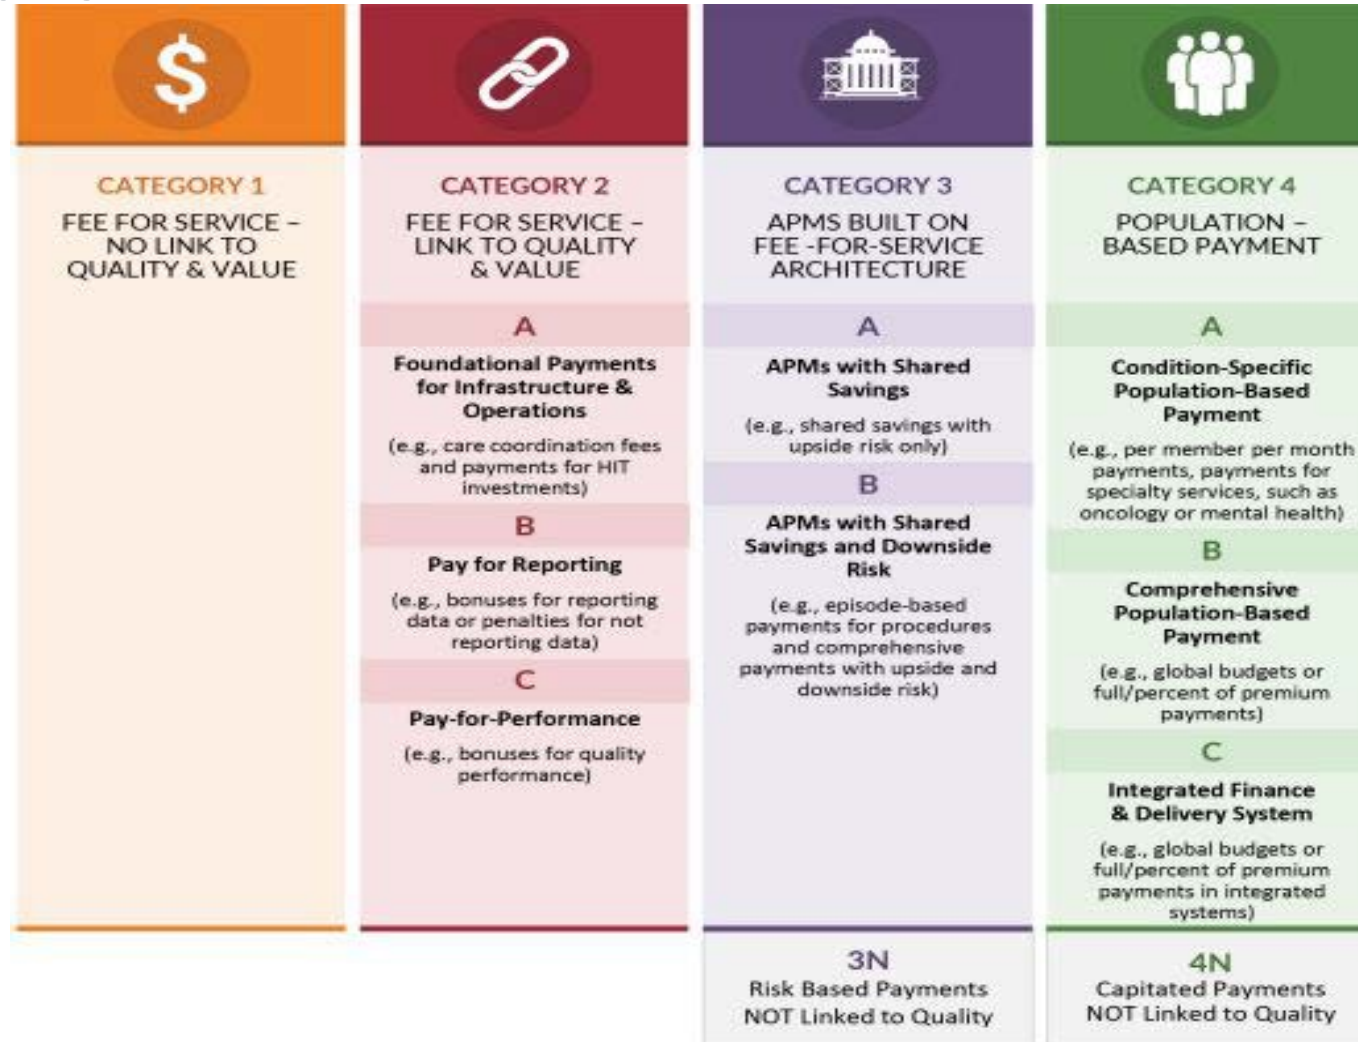 $
CATEGORY 1
FEE FOR SERVICE –
NO LINK TO
QUALITY & VALUE
CATEGORY 2
FEE FOR SERVICE –
LINK TO QUALITY
& VALUE
A
Foundational Payments
for Infrastructure &
Operations
(e.g., care coordination fees
and payments for HIT
investments)
B
Pay for Reporting
(e.g., bonuses for reporting
data or penalties for not
reporting data)
C
Pay-for-Performance
(e.g., bonuses for quality
performance)
CATEGORY 3
APMS BUILT ON
FEE -FOR-SERVICE
ARCHITECTURE
A
APMs with Shared
Savings
(e.g., shared savings with
upside risk only)
B
APMs with Shared
Savings and Downside
Risk
(e.g., episode-based
payments for procedures
and comprehensive
payments with upside and
downside risk)
3N
Risk Based Payments
NOT Linked to Quality
CATEGORY 4
POPULATION –
BASED PAYMENT
A
Condition-Specific
Population-Based
Payment
(e.g., per member per month
payments, payments for
specialty services, such as
oncology or mental health)
B
Comprehensive
Population-Based
Payment
(e.g., global budgets or
full/percent of premium
payments)
C
Integrated Finance
& Delivery System
(e.g., global budgets or
full/percent of premium
payments in integrated
systems)
4N
Capitated Payments
NOT Linked to Quality